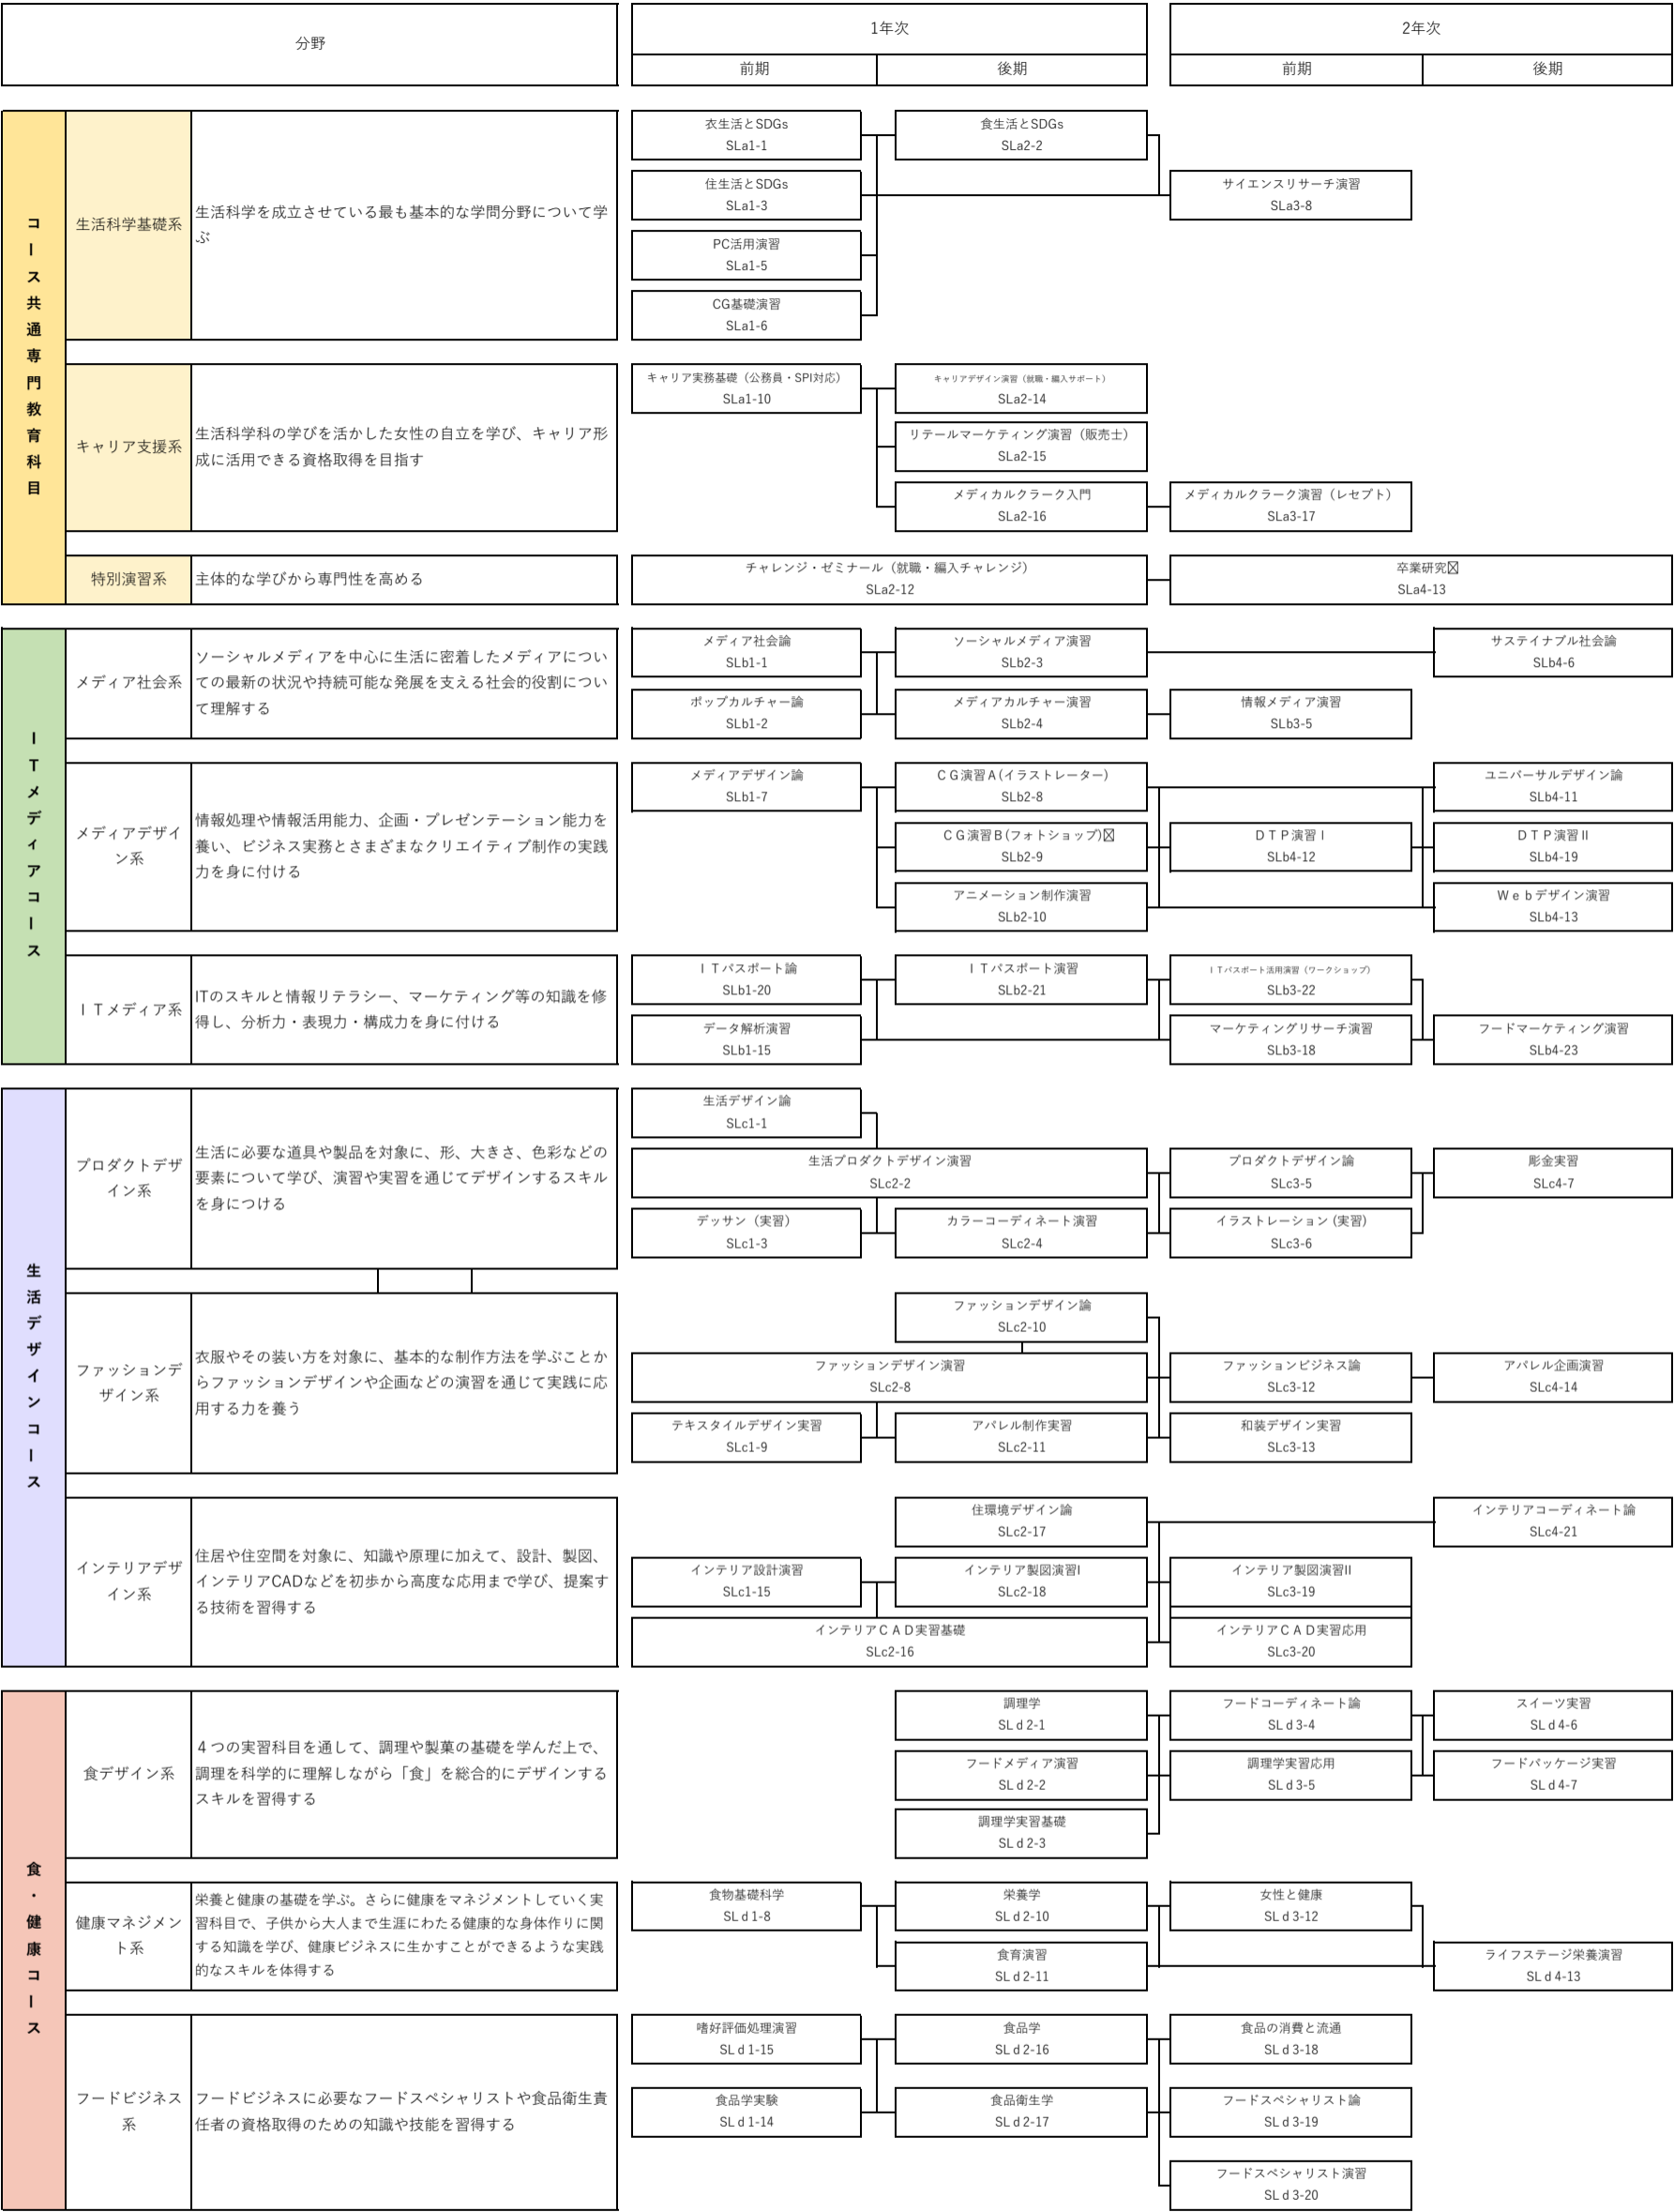 分野
1年次
2年次
前期
後期
前期
後期
コース共通専門教育科目
生活科学基礎系
生活科学を成立させている最も基本的な学問分野について学
ぶ
衣生活とSDGs
SLa1-1
食生活とSDGs
SLa2-2
住生活とSDGs
SLa1-3
サイエンスリサーチ演習
SLa3-8
PC活用演習
SLa1-5
CG基礎演習
SLa1-6
キャリア支援系
生活科学科の学びを活かした女性の自立を学び、キャリア形
成に活用できる資格取得を目指す
キャリア実務基礎（公務員・SPI対応）
SLa1-10
キャリアデザイン演習（就職・編入サポート）
SLa2-14
リテールマーケティング演習（販売士）
SLa2-15
メディカルクラーク入門
SLa2-16
メディカルクラーク演習（レセプト）
SLa3-17
特別演習系
主体的な学びから専門性を高める
チャレンジ・ゼミナール（就職・編入チャレンジ）
SLa2-12
卒業研究
SLa4-13
ＩＴメディアコース
メディア社会系
ソーシャルメディアを中心に生活に密着したメディアについ
ての最新の状況や持続可能な発展を支える社会的役割につい
て理解する
メディア社会論
SLb1-1
ソーシャルメディア演習
SLb2-3
サステイナブル社会論
SLb4-6
ポップカルチャー論
SLb1-2
メディアカルチャー演習
SLb2-4
情報メディア演習
SLb3-5
メディアデザイ
ン系
情報処理や情報活用能力、企画・プレゼンテーション能力を
養い、ビジネス実務とさまざまなクリエイティブ制作の実践
力を身に付ける
メディアデザイン論
SLb1-7
ＣＧ演習Ａ(イラストレーター)
SLb2-8
ユニバーサルデザイン論
SLb4-11
ＣＧ演習Ｂ(フォトショップ)
SLb2-9
ＤＴＰ演習Ⅰ
SLb4-12
ＤＴＰ演習Ⅱ
SLb4-19
アニメーション制作演習
SLb2-10
Ｗｅｂデザイン演習
SLb4-13
ＩＴメディア系
ITのスキルと情報リテラシー、マーケティング等の知識を修
得し、分析力・表現力・構成力を身に付ける
ＩＴパスポート論
SLb1-20
ＩＴパスポート演習
SLb2-21
ＩＴパスポート活用演習（ワークショップ）
SLb3-22
データ解析演習
SLb1-15
マーケティングリサーチ演習
SLb3-18
フードマーケティング演習
SLb4-23
生活デザインコース
プロダクトデザ
イン系
生活に必要な道具や製品を対象に、形、大きさ、色彩などの
要素について学び、演習や実習を通じてデザインするスキル
を身につける
生活デザイン論
SLc1-1
生活プロダクトデザイン演習
SLc2-2
プロダクトデザイン論
SLc3-5
彫金実習
SLc4-7
デッサン（実習）
SLc1-3
カラーコーディネート演習
SLc2-4
イラストレーション (実習)
SLc3-6
ファッションデ
ザイン系
衣服やその装い方を対象に、基本的な制作方法を学ぶことか
らファッションデザインや企画などの演習を通じて実践に応
用する力を養う
ファッションデザイン論
SLc2-10
ファッションデザイン演習
SLc2-8
ファッションビジネス論
SLc3-12
アパレル企画演習
SLc4-14
テキスタイルデザイン実習
SLc1-9
アパレル制作実習
SLc2-11
和装デザイン実習
SLc3-13
インテリアデザ
イン系
住居や住空間を対象に、知識や原理に加えて、設計、製図、
インテリアCADなどを初歩から高度な応用まで学び、提案す
る技術を習得する
住環境デザイン論
SLc2-17
インテリアコーディネート論
SLc4-21
インテリア設計演習
SLc1-15
インテリア製図演習I
SLc2-18
インテリア製図演習II
SLc3-19
インテリアＣＡＤ実習基礎
SLc2-16
インテリアＣＡＤ実習応用
SLc3-20
食・健康コース
食デザイン系
４つの実習科目を通して、調理や製菓の基礎を学んだ上で、
調理を科学的に理解しながら「食」を総合的にデザインする
スキルを習得する
調理学
SLｄ2-1
フードコーディネート論
SLｄ3-4
スイーツ実習
SLｄ4-6
フードメディア演習
SLｄ2-2
調理学実習応用
SLｄ3-5
フードパッケージ実習
SLｄ4-7
調理学実習基礎
SLｄ2-3
健康マネジメン
ト系
栄養と健康の基礎を学ぶ。さらに健康をマネジメントしていく実
習科目で、子供から大人まで生涯にわたる健康的な身体作りに関
する知識を学び、健康ビジネスに生かすことができるような実践
的なスキルを体得する
食物基礎科学
SLｄ1-8
栄養学
SLｄ2-10
女性と健康
SLｄ3-12
食育演習
SLｄ2-11
ライフステージ栄養演習
SLｄ4-13
フードビジネス
系
フードビジネスに必要なフードスペシャリストや食品衛生責
任者の資格取得のための知識や技能を習得する
嗜好評価処理演習
SLｄ1-15
食品学
SLｄ2-16
食品の消費と流通
SLｄ3-18
食品学実験
SLｄ1-14
食品衛生学
SLｄ2-17
フードスペシャリスト論
SLｄ3-19
フードスペシャリスト演習
SLｄ3-20